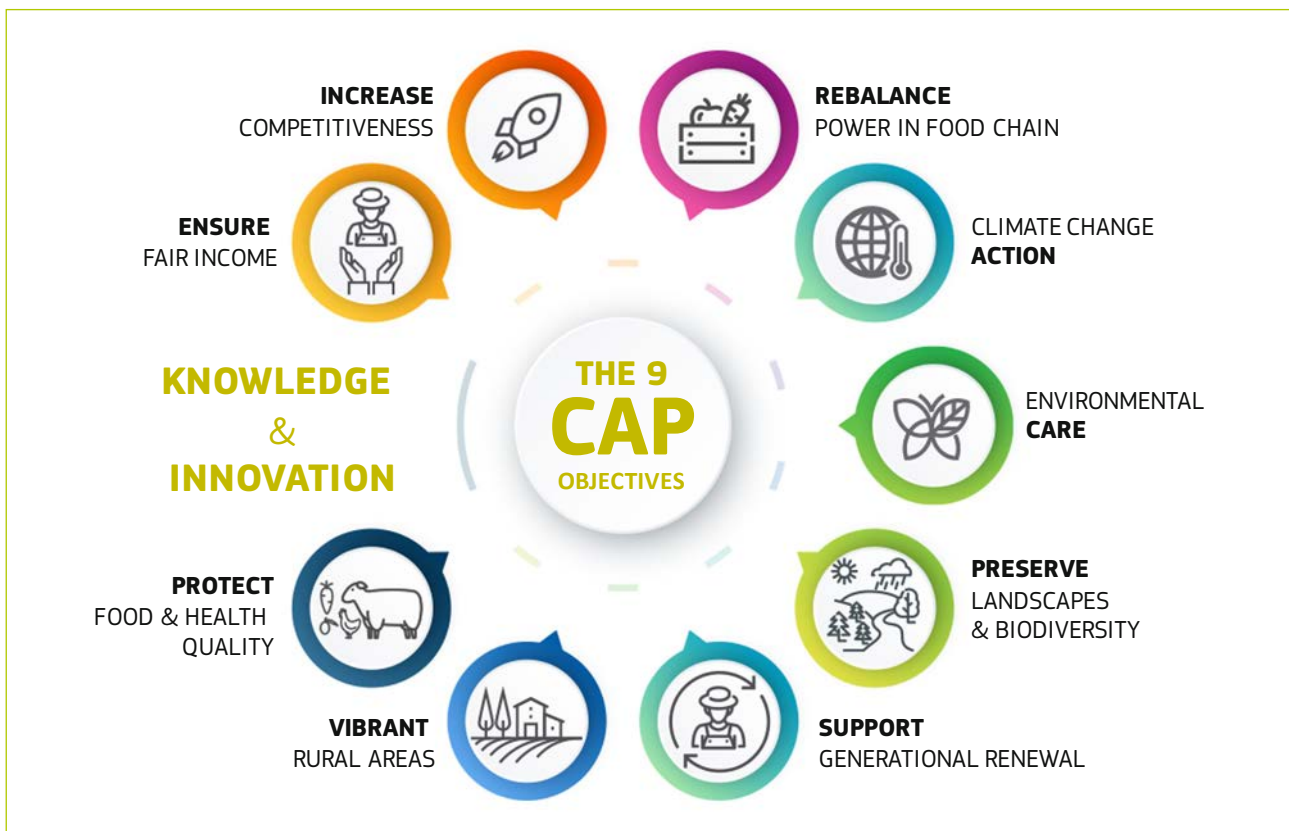 INCREASE
COMPETITIVENESS
REBALANCE
POWER IN FOOD CHAIN
ENSURE
FAIR INCOME
CLIMATE CHANGE
ACTION
KNOWLEDGE
&
INNOVATION
THE 9
CAP
OBJECTIVES
ENVIRONMENTAL
CARE
PROTECT
FOOD & HEALTH
QUALITY
PRESERVE
LANDSCAPES
& BIODIVERSITY
VIBRANT
RURAL AREAS
SUPPORT
GENERATIONAL RENEWAL